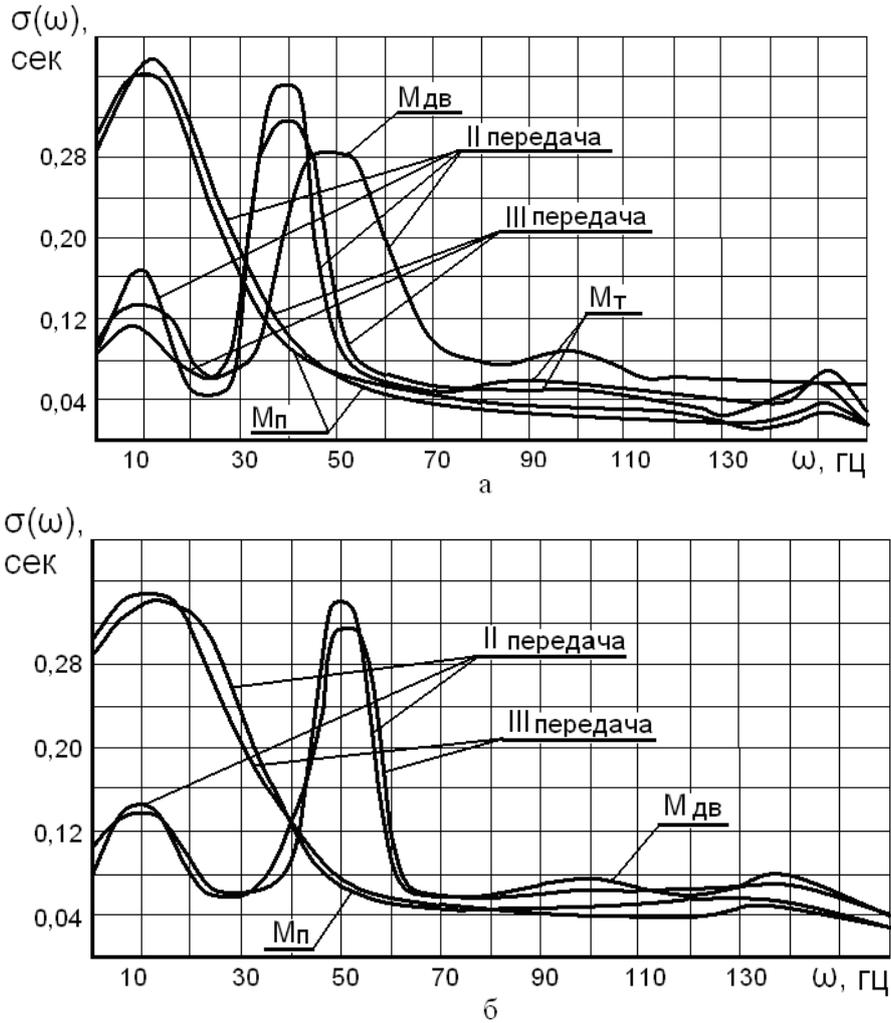 σ(ω),
сек
М дв
II передача
0,28
III передача
0,20
Мт
0,12
0,04
Мп
10 30 50 70 90 110 130 ω, гц
а
σ(ω),
сек
II передача
0,28
III передача
0,20
М дв
0,12
0,04
Мп
10 30 50 70 90 110 130 ω, гц
б